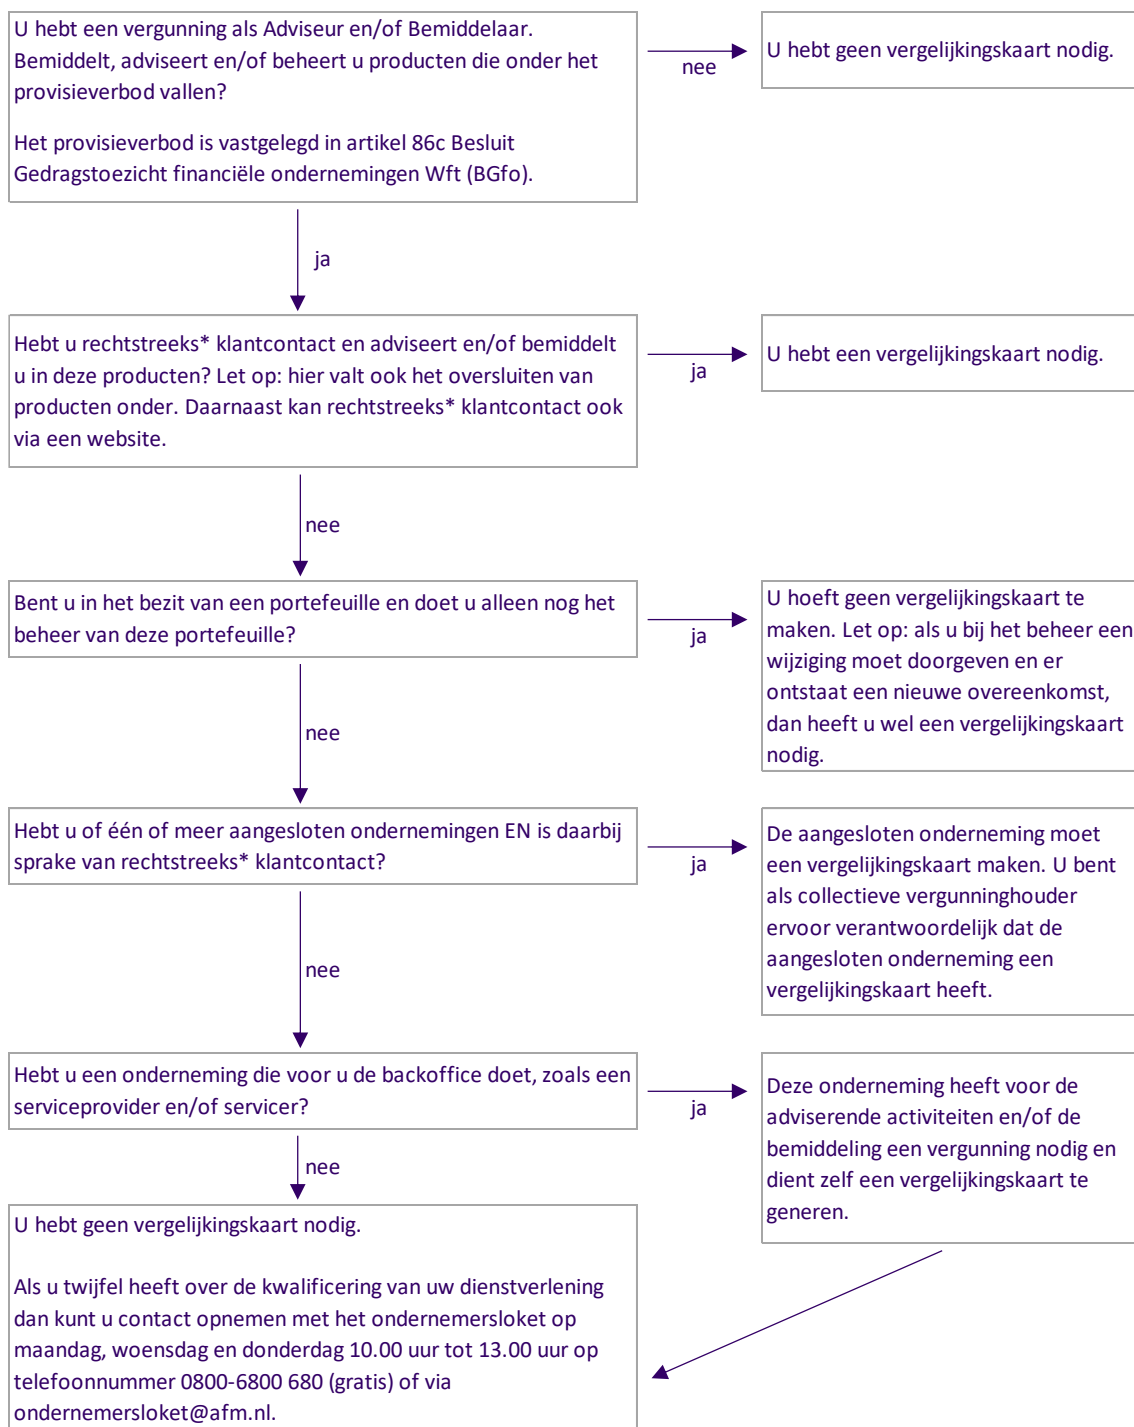 U hebt een vergunning als Adviseur en/of Bemiddelaar.
Bemiddelt, adviseert en/of beheert u producten die onder het
provisieverbod vallen?
Het provisieverbod is vastgelegd in artikel 86c Besluit
Gedragstoezicht financiële ondernemingen Wft (BGfo).
nee
U hebt geen vergelijkingskaart nodig.
ja
Hebt u rechtstreeks* klantcontact en adviseert en/of bemiddelt
u in deze producten? Let op: hier valt ook het oversluiten van
producten onder. Daarnaast kan rechtstreeks* klantcontact ook
via een website.
ja
U hebt een vergelijkingskaart nodig.
nee
Bent u in het bezit van een portefeuille en doet u alleen nog het
beheer van deze portefeuille?
ja
U hoeft geen vergelijkingskaart te
maken. Let op: als u bij het beheer een
wijziging moet doorgeven en er
ontstaat een nieuwe overeenkomst,
dan heeft u wel een vergelijkingskaart
nodig.
nee
Hebt u of één of meer aangesloten ondernemingen EN is daarbij
sprake van rechtstreeks* klantcontact?
ja
De aangesloten onderneming moet
een vergelijkingskaart maken. U bent
als collectieve vergunninghouder
ervoor verantwoordelijk dat de
aangesloten onderneming een
vergelijkingskaart heeft.
nee
Hebt u een onderneming die voor u de backoffice doet, zoals een
serviceprovider en/of servicer?
ja
Deze onderneming heeft voor de
adviserende activiteiten en/of de
bemiddeling een vergunning nodig en
dient zelf een vergelijkingskaart te
generen.
nee
U hebt geen vergelijkingskaart nodig.
Als u twijfel heeft over de kwalificering van uw dienstverlening
dan kunt u contact opnemen met het ondernemersloket op
maandag, woensdag en donderdag 10.00 uur tot 13.00 uur op
telefoonnummer 0800-6800 680 (gratis) of via
ondernemersloket@afm.nl.